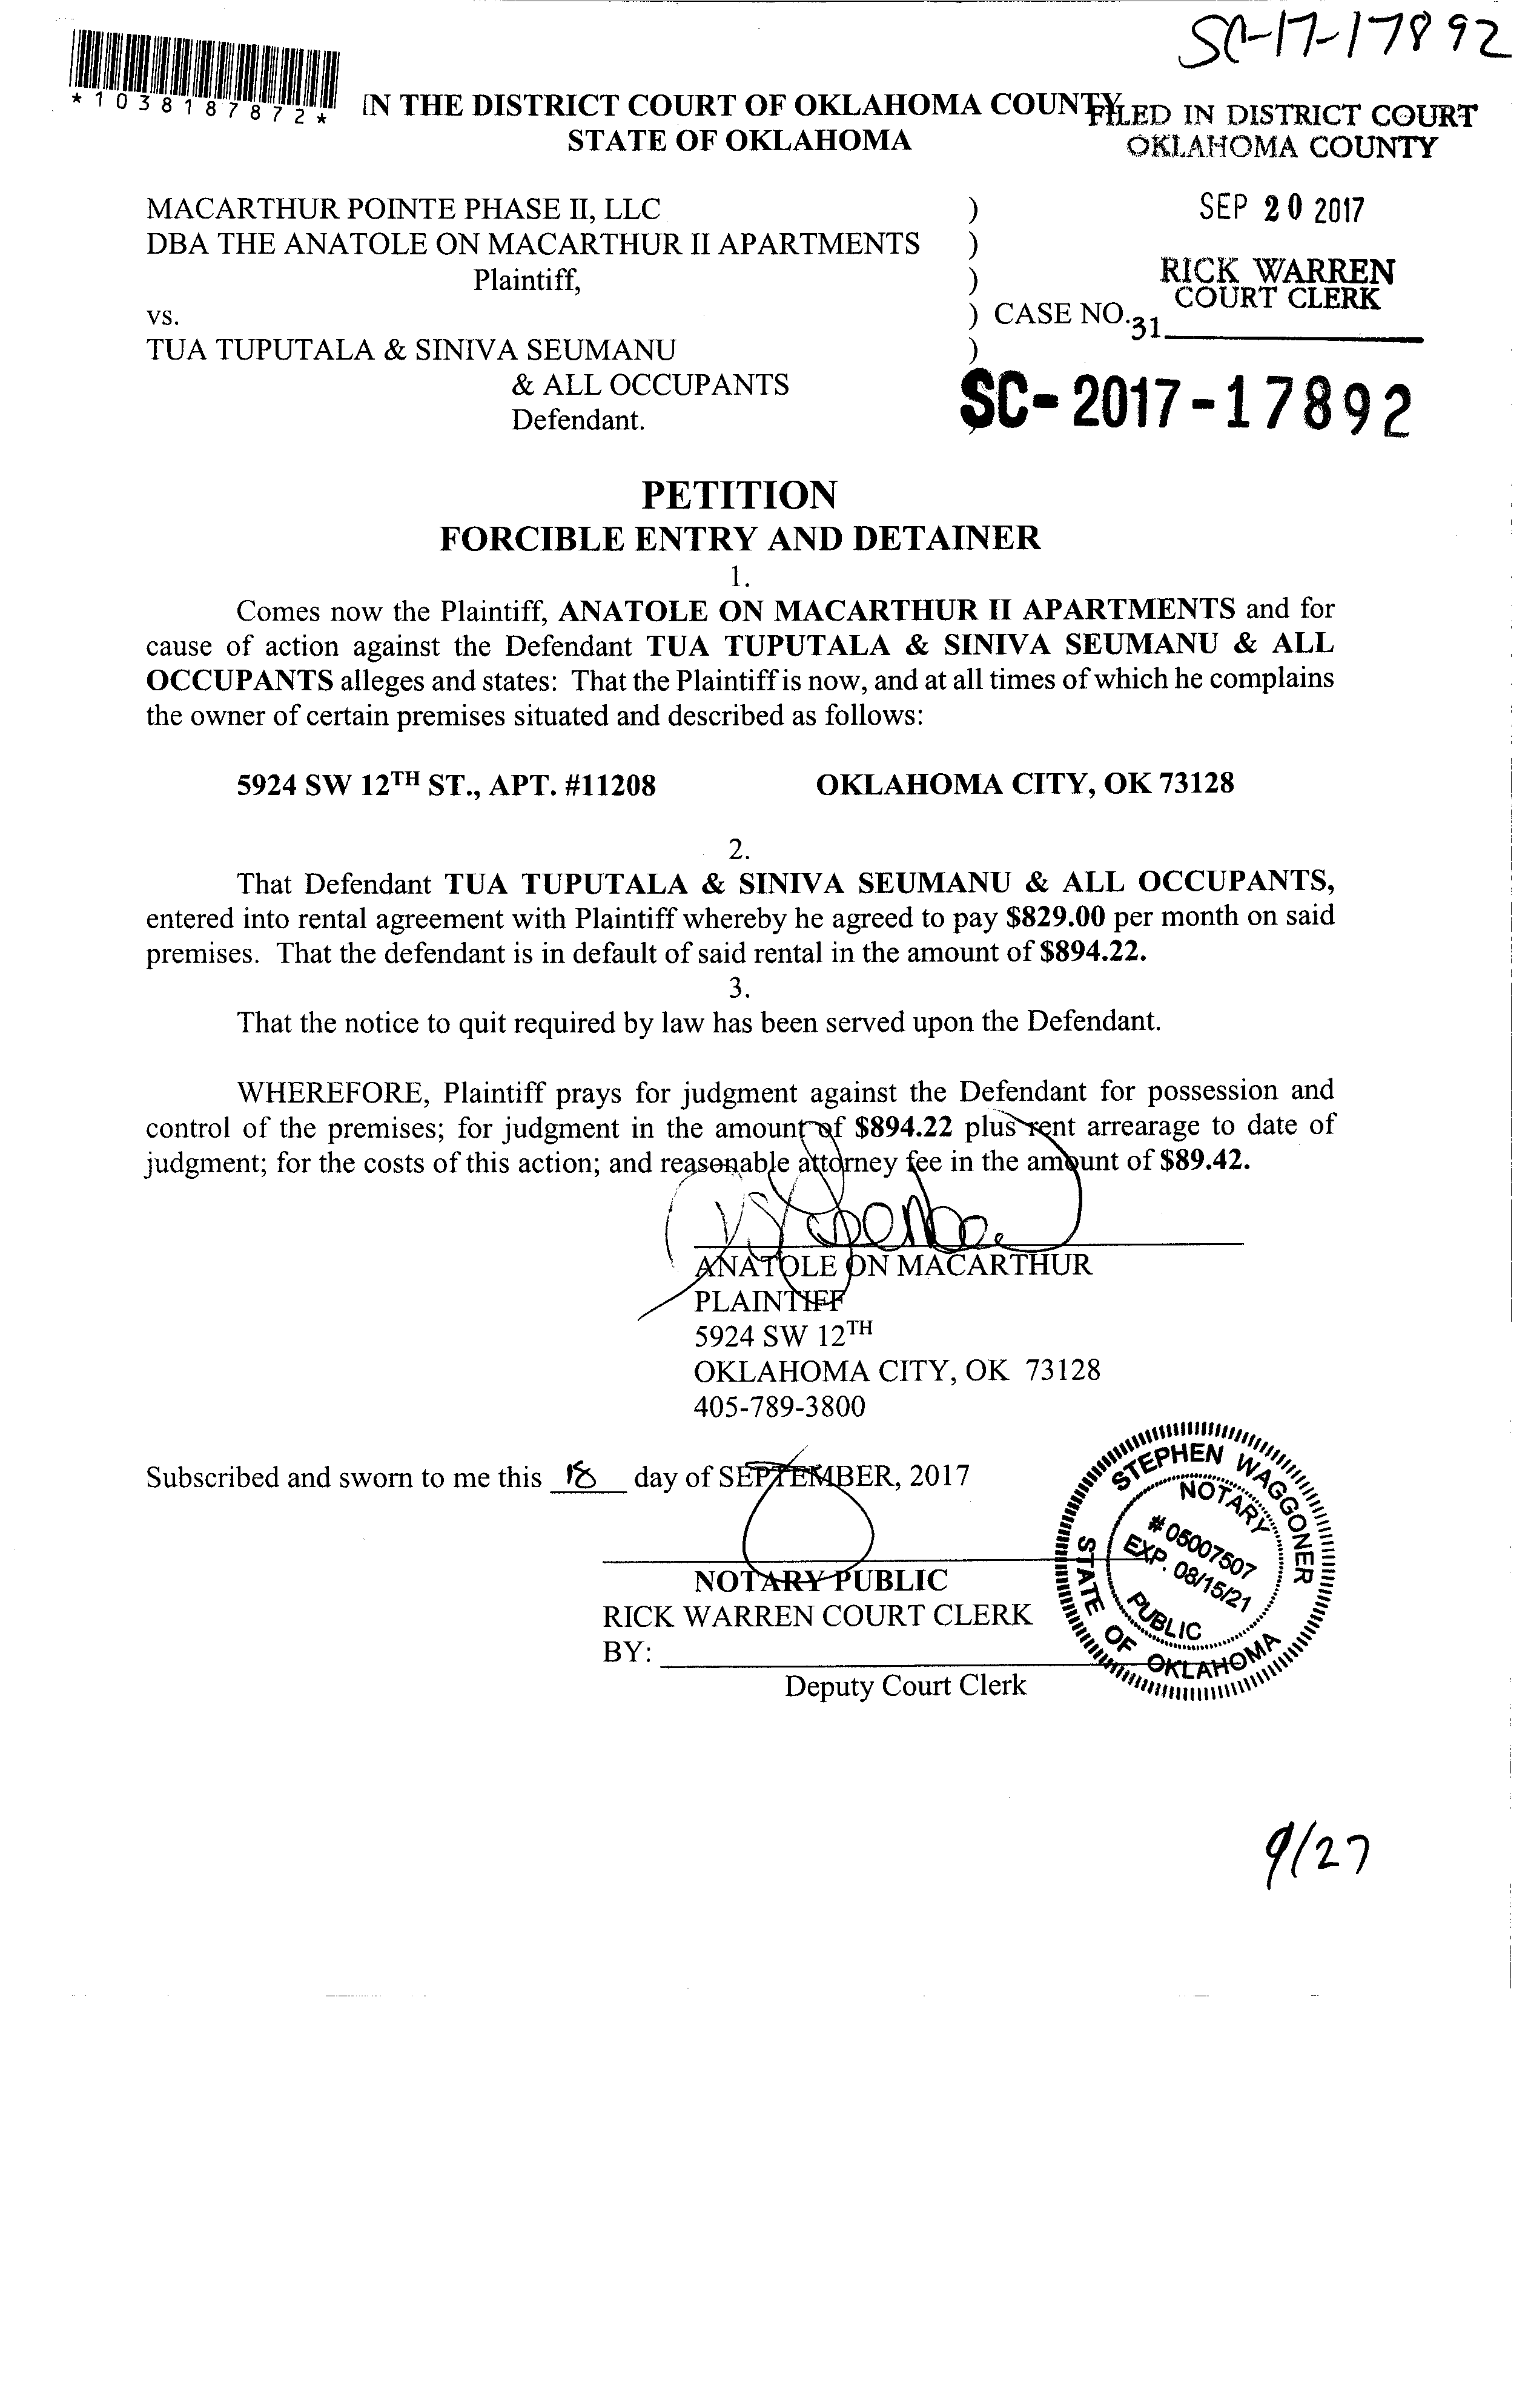 SC-17-17892
*1038187872*
IN THE DISTRICT COURT OF OKLAHOMA COUNTY
STATE OF OKLAHOMA
FILED IN DISTRICT COURT
OKLAHOMA COUNTY
SEP 20 2017
RICK WARREN
COURT CLERK
31
MACARTHUR POINTE PHASE II, LLC )
DBA THE ANATOLE ON MACARTHUR II APARTMENTS )
Plaintiff, )
vs. ) CASE NO.
TUA TUPUTALA & SINIVA SEUMANU )
& ALL OCCUPANTS
Defendant.
SC-2017-17892
PETITION
FORCIBLE ENTRY AND DETAINER
1.
Comes now the Plaintiff, ANATOLE ON MACARTHUR II APARTMENTS and for
cause of action against the Defendant TUA TUPUTALA & SINIVA SEUMANU & ALL
OCCUPANTS alleges and states: That the Plaintiff is now, and at all times of which he complains
the owner of certain premises situated and described as follows:
5924 SW 12TH ST., APT. #11208 OKLAHOMA CITY, OK 73128
2.
That Defendant TUA TUPUTALA & SINIVA SEUMANU & ALL OCCUPANTS,
entered into rental agreement with Plaintiff whereby he agreed to pay $829.00 per month on said
premises. That the defendant is in default of said rental in the amount of $894.22.
3.
That the notice to quit required by law has been served upon the Defendant.
WHEREFORE, Plaintiff prays for judgment against the Defendant for possession and
control of the premises; for judgment in the amount of $894.22 plus rent arrearage to date of
judgment; for the costs of this action; and reasonable attorney fee in the amount of $89.42.
ANATOLE ON MACARTHUR
PLAINTIFF
5924 SW 12TH
OKLAHOMA CITY, OK 73128
405-789-3800
Subscribed and sworn to me this 18 day of SEPTEMBER, 2017
NOTARY PUBLIC
RICK WARREN COURT CLERK
BY:
Deputy Court Clerk
STEPHEN WAGGONER
NOTARY
# 05007507
EXP. 08/15/21
PUBLIC
STATE OF OKLAHOMA
9/27